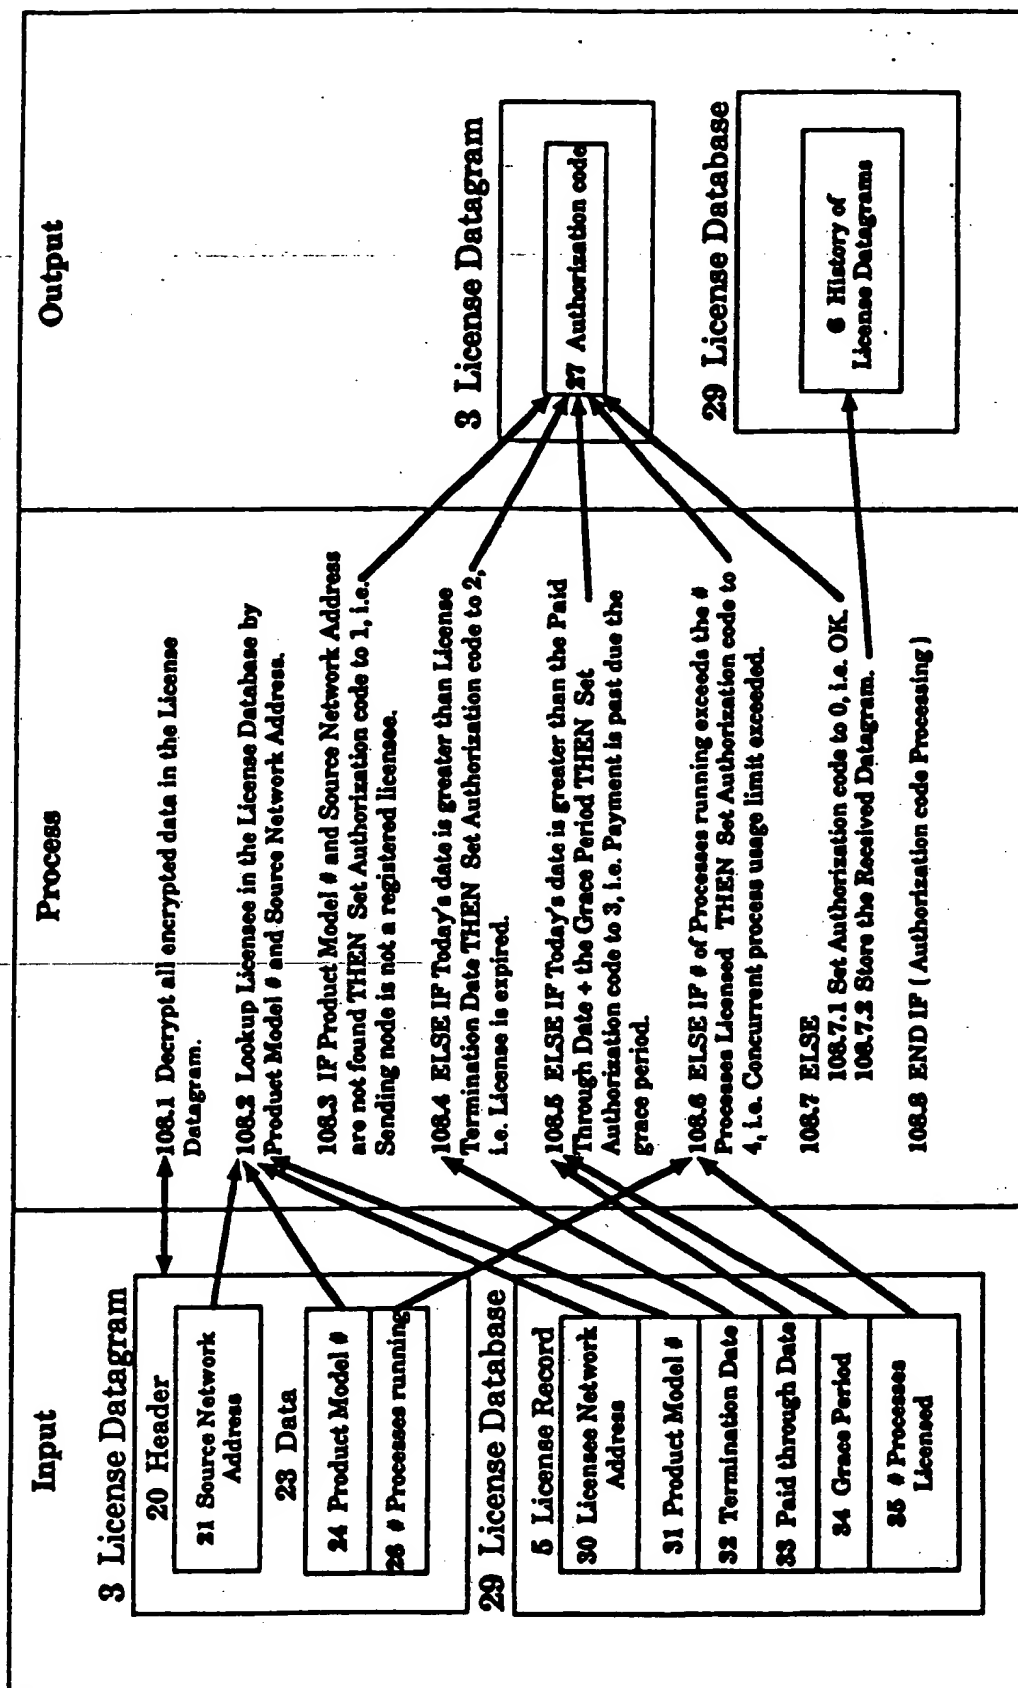 Input
3 License Datagram
20 Header
21 Source Network
Address
23 Data
24 Product Model #
26 # Processes running
29 License Database
5 License Record
30 Licensee Network
Address
31 Product Model #
32 Termination Date
33 Paid through Date
34 Grace Period
35 # Processes
Licensed
Process
108.1 Decrypt all encrypted data in the License
Datagram.
108.2 Lookup Licensee in the License Database by
Product Model # and Source Network Address.
108.3 IF Product Model # and Source Network Address
are not found THEN Set Authorization code to 1, i.e.
Sending node is not a registered licensee.
108.4 ELSE IF Today's date is greater than License
Termination Date THEN Set Authorization code to 2,
i.e. License is expired.
108.5 ELSE IF Today's date is greater than the Paid
Through Date + the Grace Period THEN Set
Authorization code to 3, i.e. Payment is past due the
grace period.
108.6 ELSE IF # of Processes running exceeds the #
Processes Licensed THEN Set Authorization code to
4, i.e. Concurrent process usage limit exceeded.
108.7 ELSE
108.7.1 Set Authorization code to 0, i.e. OK.
108.7.2 Store the Received Datagram.
108.8 END IF ( Authorization code Processing )
Output
3 License Datagram
27 Authorization code
29 License Database
6 History of
License Datagrams